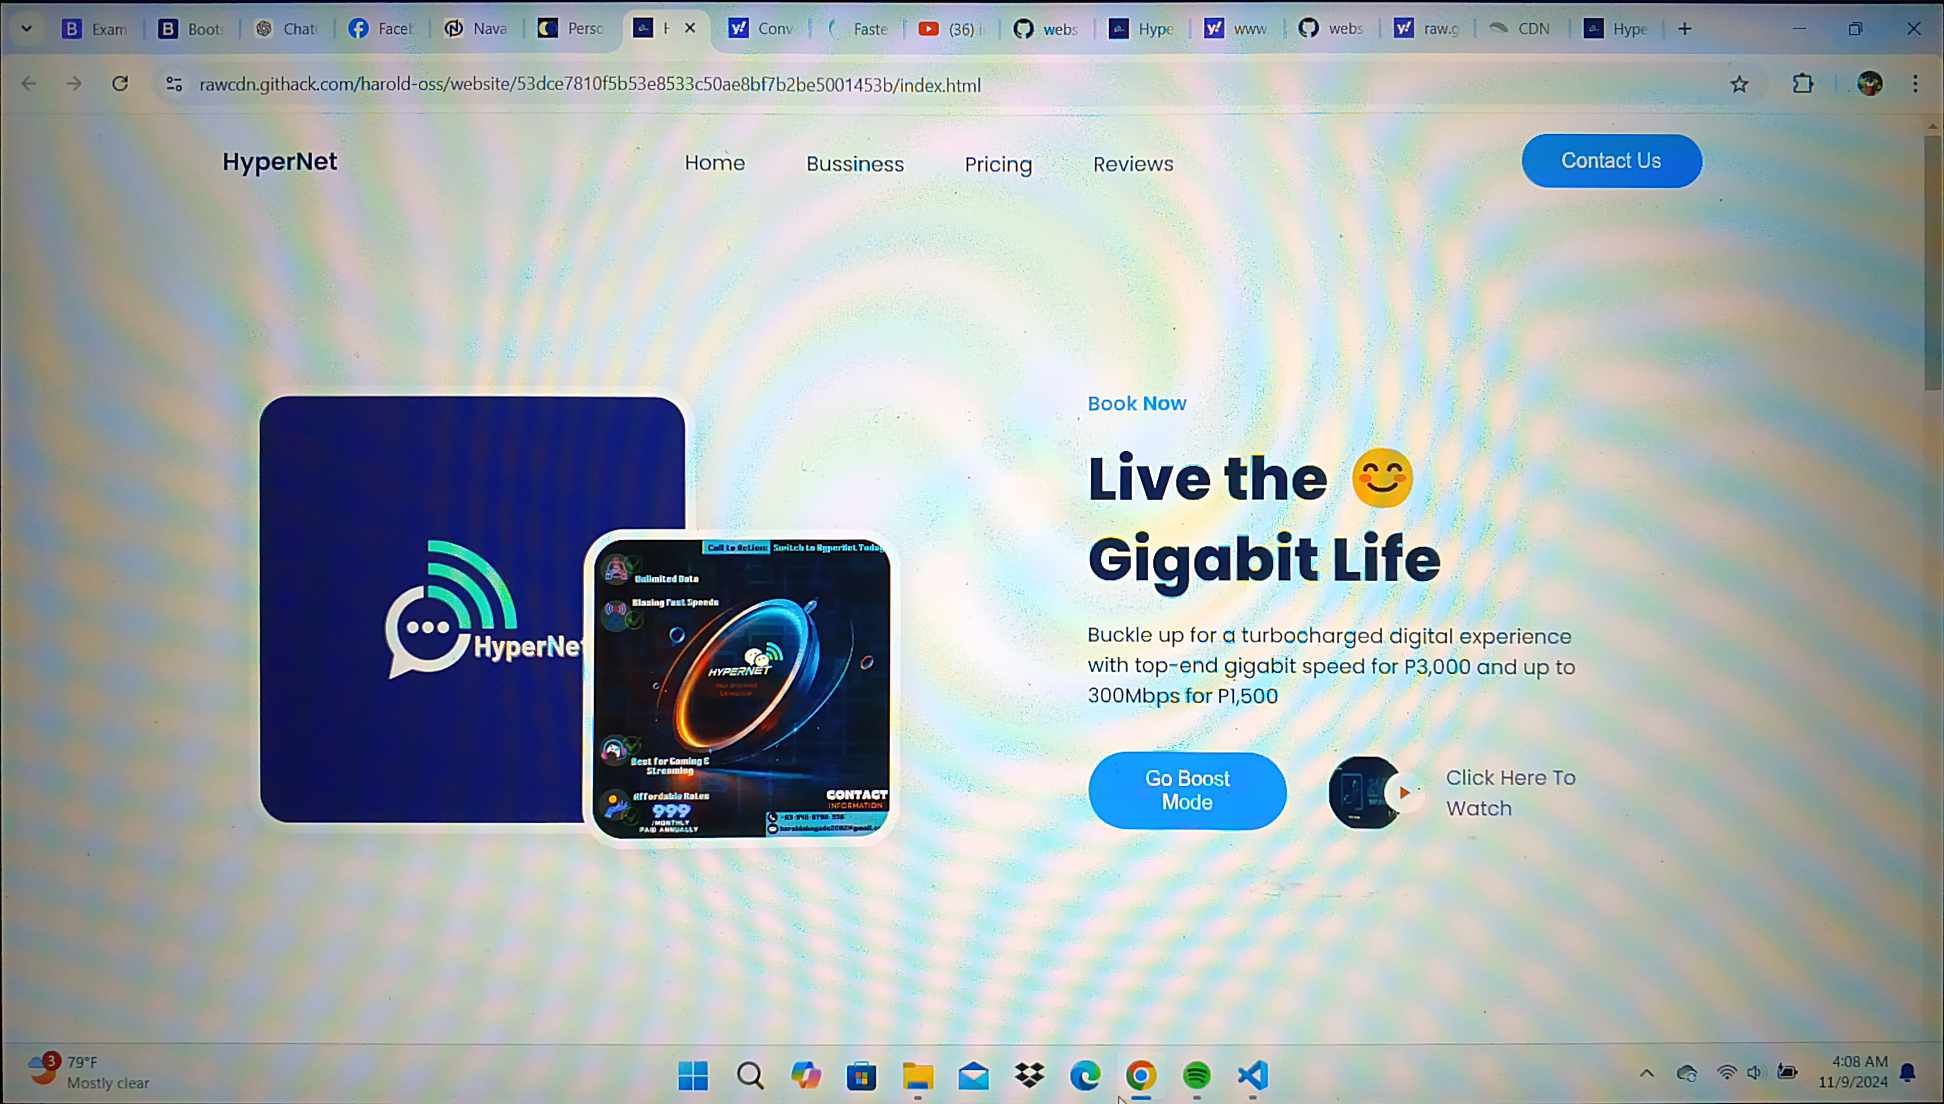 Exam
Boots
Chat
Faceb
Nava
Perso
H
Conv
Faste
(36)
webs
Hype
www
webs
raw.g
CDN
Hype
rawcdn.githack.com/harold-oss/website/53dce7810f5b53e8533c50ae8bf7b2be5001453b/index.html
HyperNet
Home
Bussiness
Pricing
Reviews
Contact Us
HyperNet
Call to Action: Switch to HyperNet Today
Unlimited Data
Blazing Fast Speeds
HYPERNET
Best for Gaming &
Streaming
Affordable Rates
999
/MONTHLY
PAID ANNUALLY
CONTACT
INFORMATION
Book Now
Live the 😊
Gigabit Life
Buckle up for a turbocharged digital experience
with top-end gigabit speed for P3,000 and up to
300Mbps for P1,500
Go Boost
Mode
Click Here To
Watch
3
79°F
Mostly clear
4:08 AM
11/9/2024